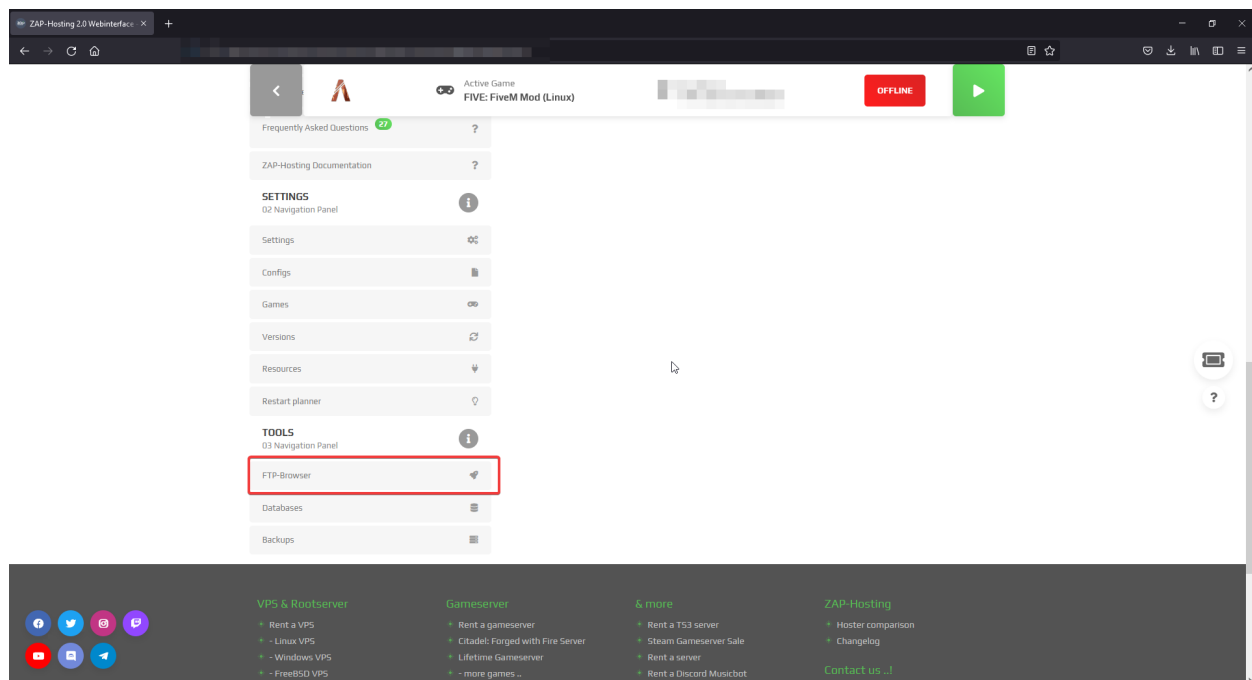 ZAP-Hosting 2.0 Webinterface
Active Game
FIVE: FiveM Mod (Linux)
OFFLINE
Frequently Asked Questions 27
ZAP-Hosting Documentation
SETTINGS
02 Navigation Panel
Settings
Configs
Games
Versions
Resources
Restart planner
TOOLS
03 Navigation Panel
FTP-Browser
Databases
Backups
VPS & Rootserver
Rent a VPS
- Linux VPS
- Windows VPS
- FreeBSD VPS
Gameserver
Rent a gameserver
Citadel: Forged with Fire Server
Lifetime Gameserver
- more games ..
& more
Rent a TS3 server
Steam Gameserver Sale
Rent a server
Rent a Discord Musicbot
ZAP-Hosting
Hoster comparison
Changelog
Contact us ..!